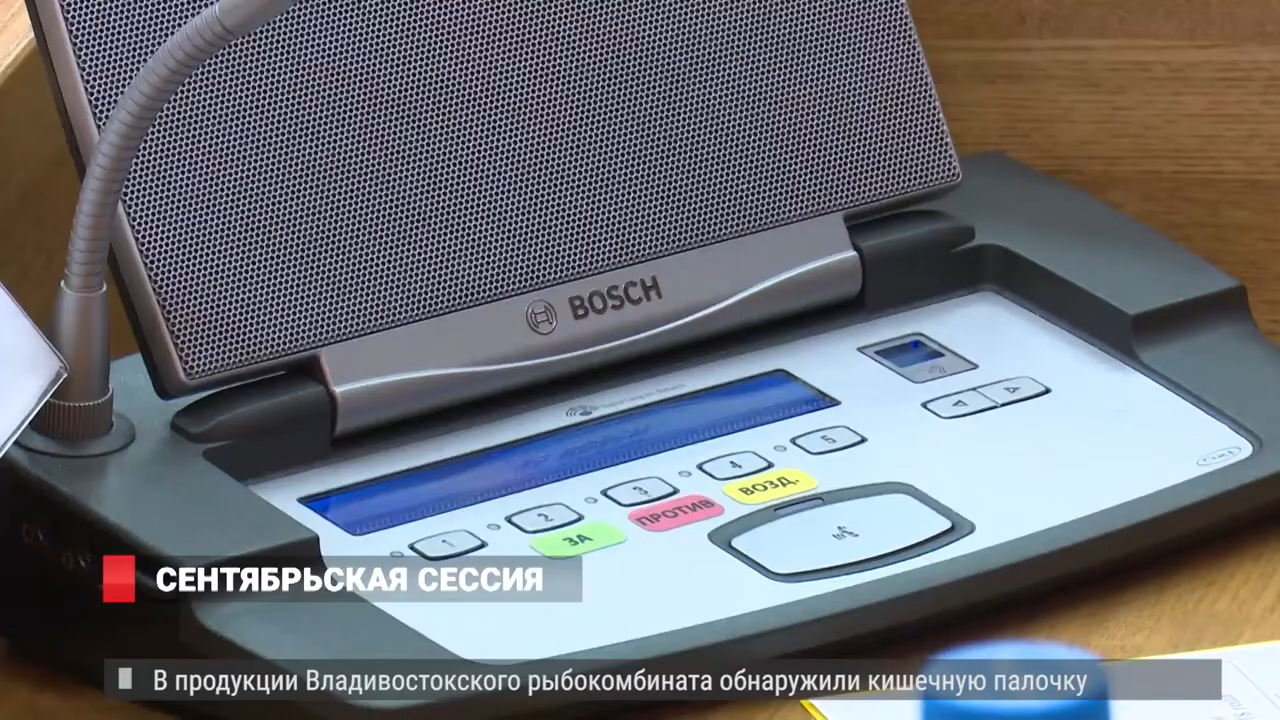 BOSCH
1
2
3
4
5
ЗА
ПРОТИВ
ВОЗД.
СЕНТЯБРЬСКАЯ СЕССИЯ
В продукции Владивостокского рыбокомбината обнаружили кишечную палочку